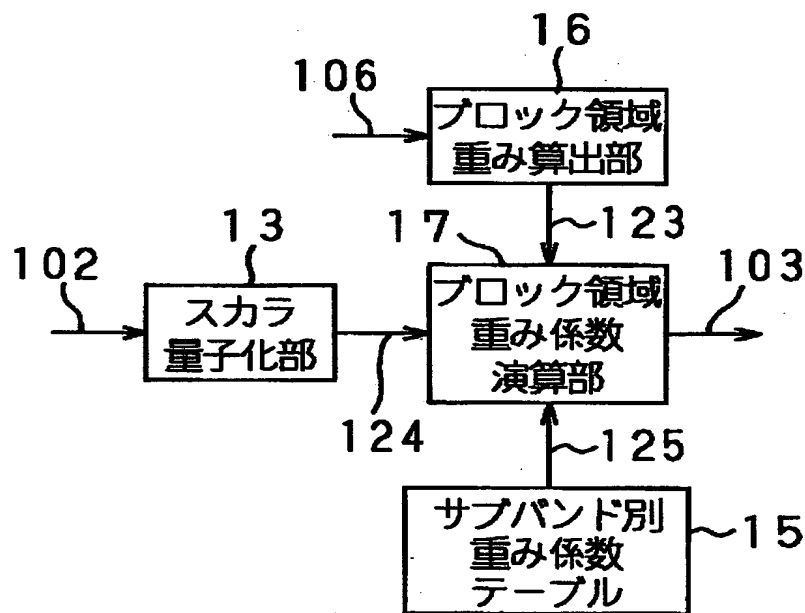 16
106
ブロック領域
重み算出部
123
13
17
102
103
スカラ
量子化部
ブロック領域
重み係数
演算部
124
125
サブバンド別
重み係数
テーブル
15